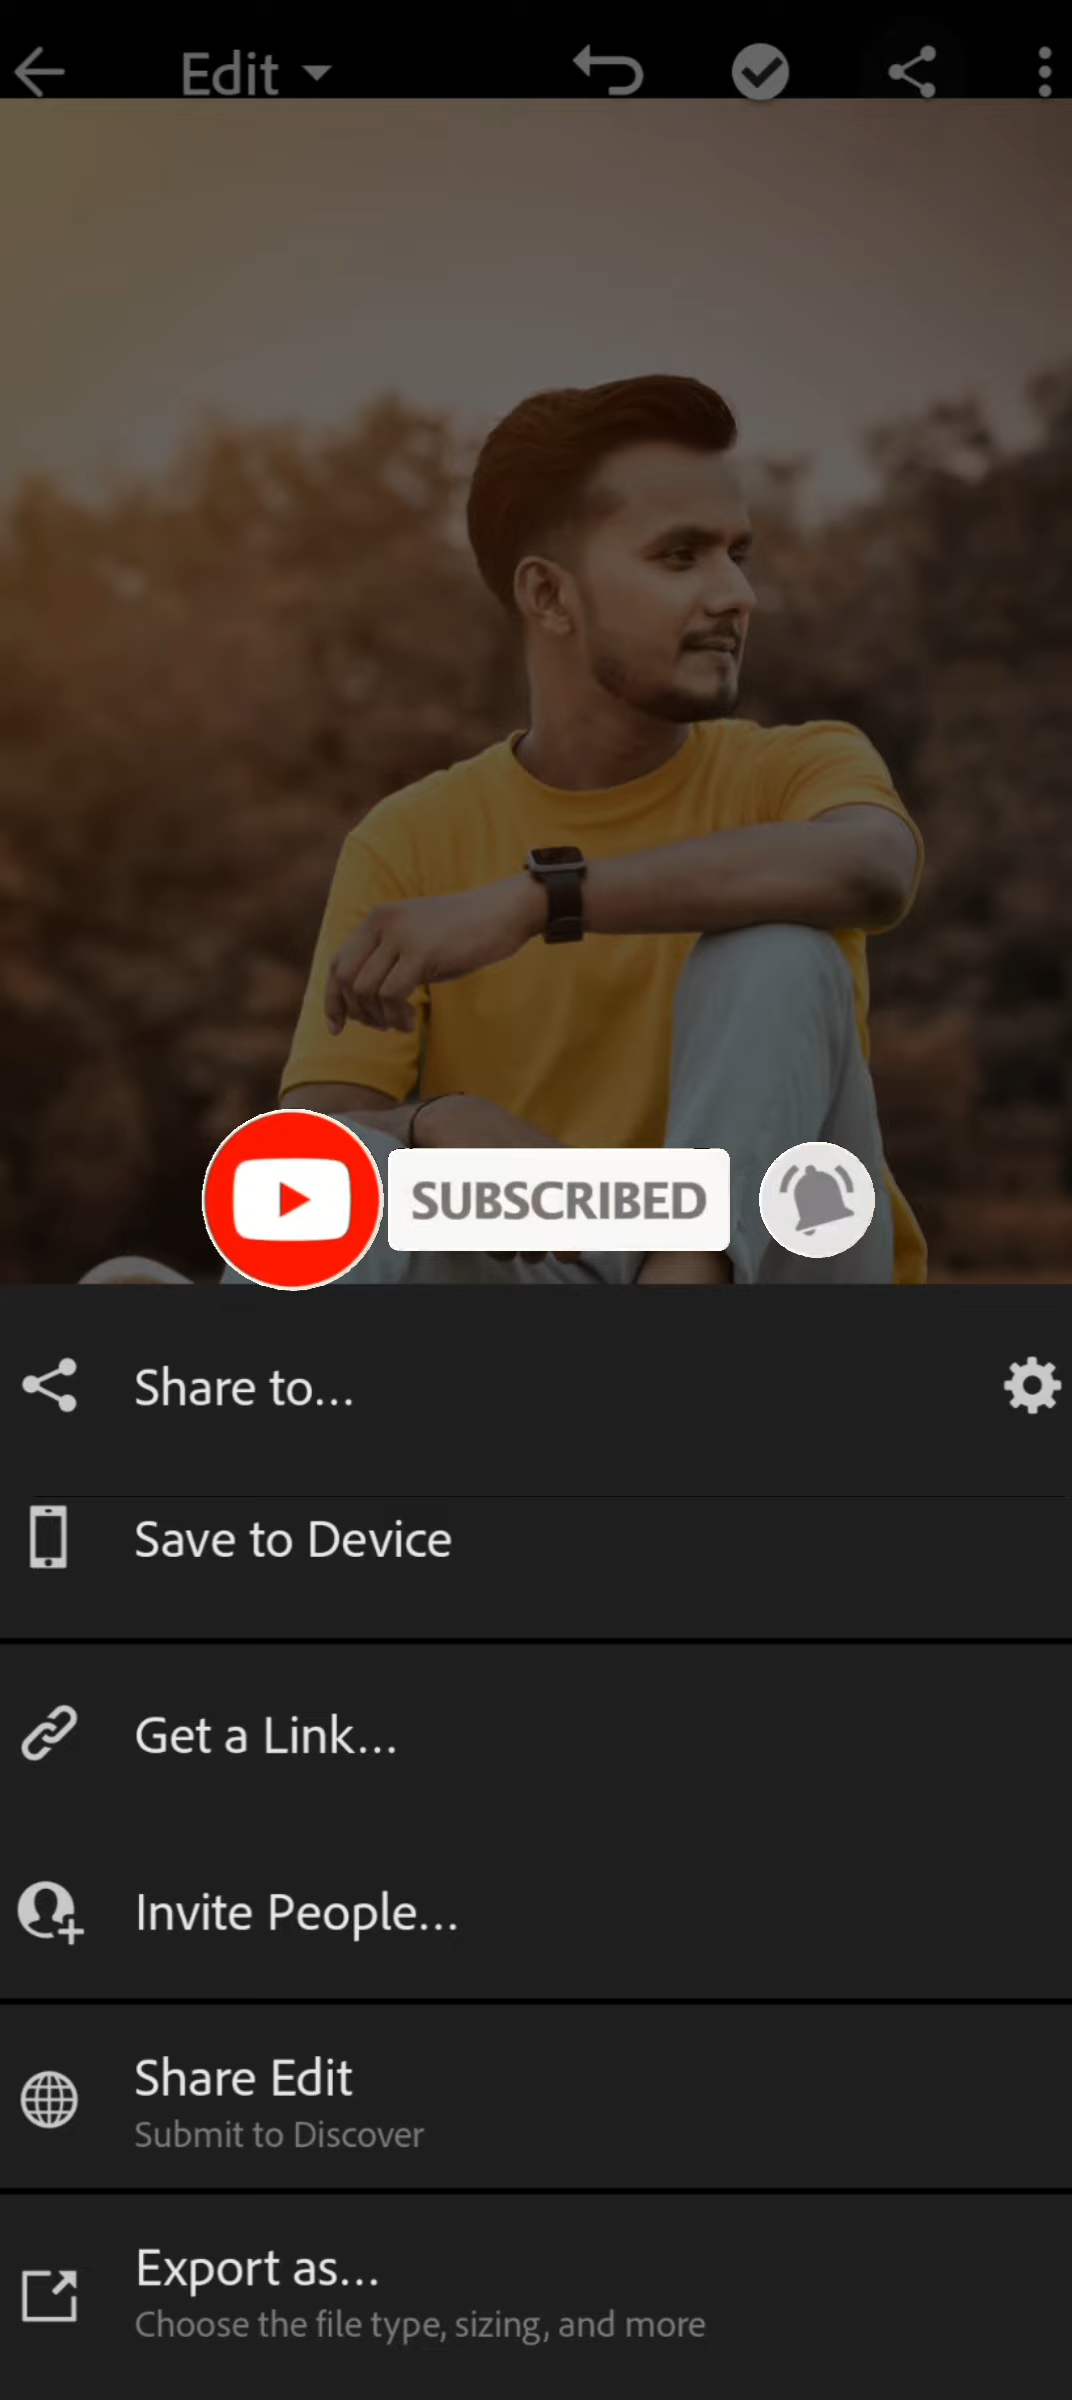 Edit
SUBSCRIBED
Share to...
Save to Device
Get a Link...
Invite People...
Share Edit
Submit to Discover
Export as...
Choose the file type, sizing, and more